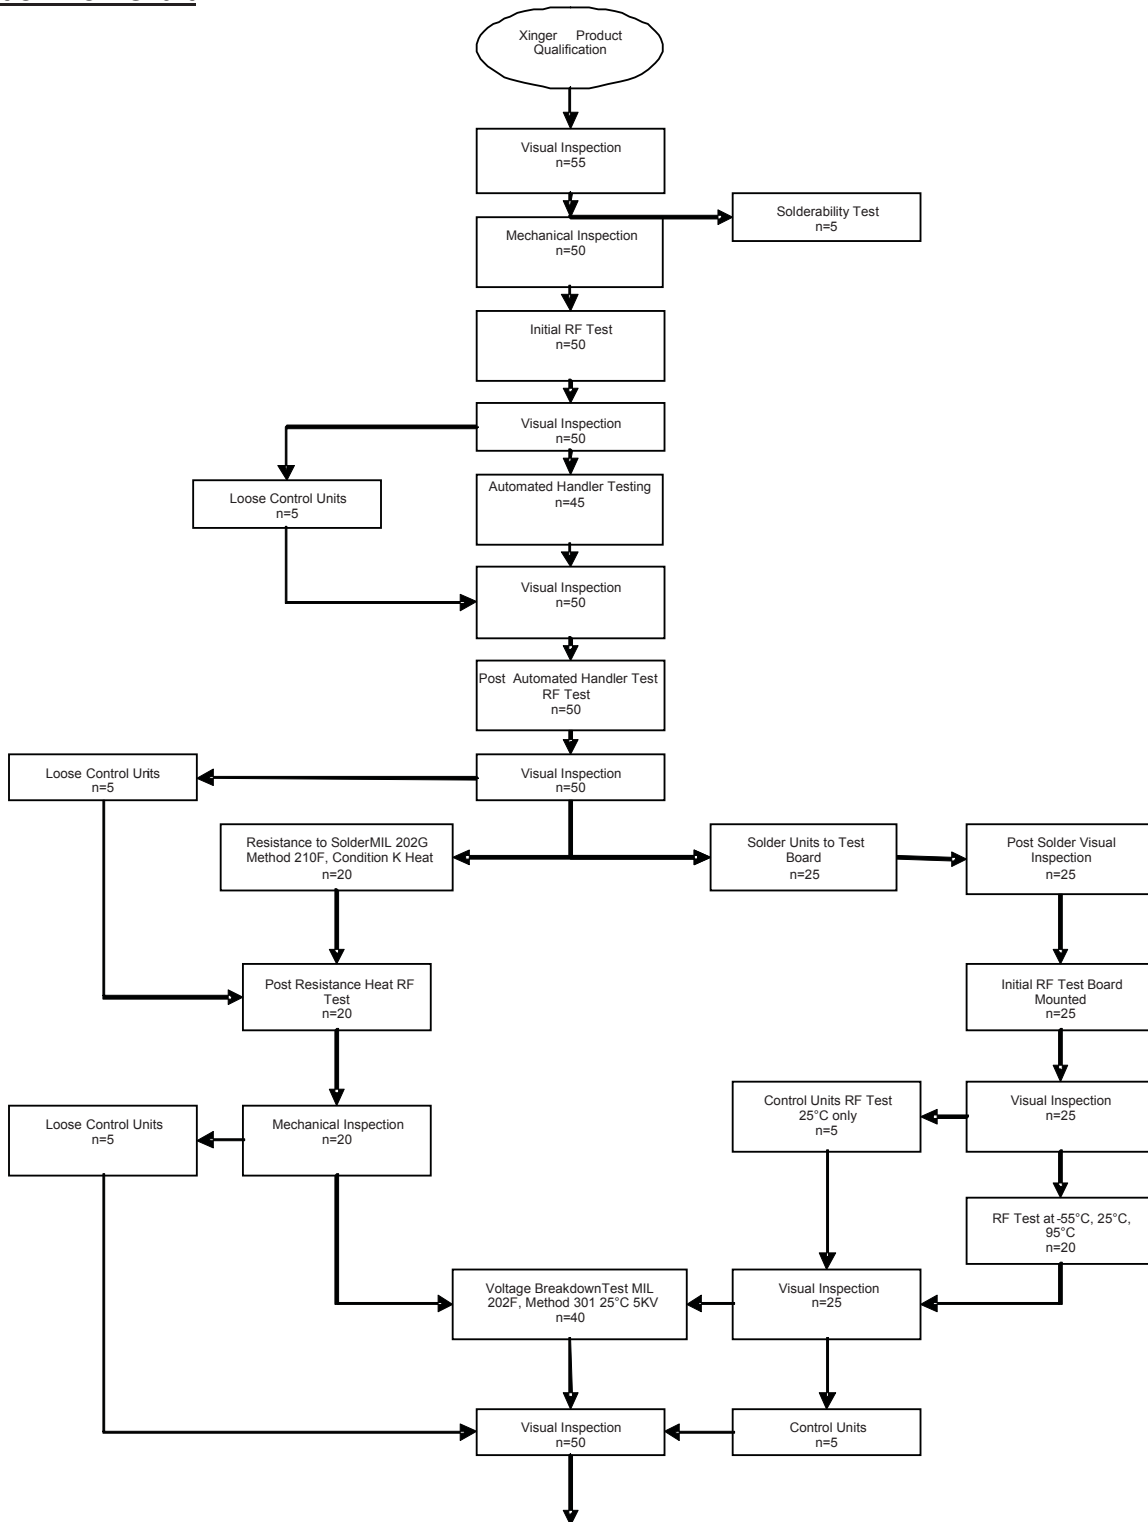 Xinger Product
Qualification
Visual Inspection
n=55
Solderability Test
n=5
Mechanical Inspection
n=50
Initial RF Test
n=50
Visual Inspection
n=50
Automated Handler Testing
n=45
Loose Control Units
n=5
Visual Inspection
n=50
Post Automated Handler Test
RF Test
n=50
Loose Control Units
n=5
Visual Inspection
n=50
Resistance to SolderMIL 202G
Method 210F, Condition K Heat
n=20
Solder Units to Test
Board
n=25
Post Solder Visual
Inspection
n=25
Post Resistance Heat RF
Test
n=20
Initial RF Test Board
Mounted
n=25
Control Units RF Test
25°C only
n=5
Visual Inspection
n=25
Loose Control Units
n=5
Mechanical Inspection
n=20
RF Test at -55°C, 25°C,
95°C
n=20
Voltage BreakdownTest MIL
202F, Method 301 25°C 5KV
n=40
Visual Inspection
n=25
Visual Inspection
n=50
Control Units
n=5